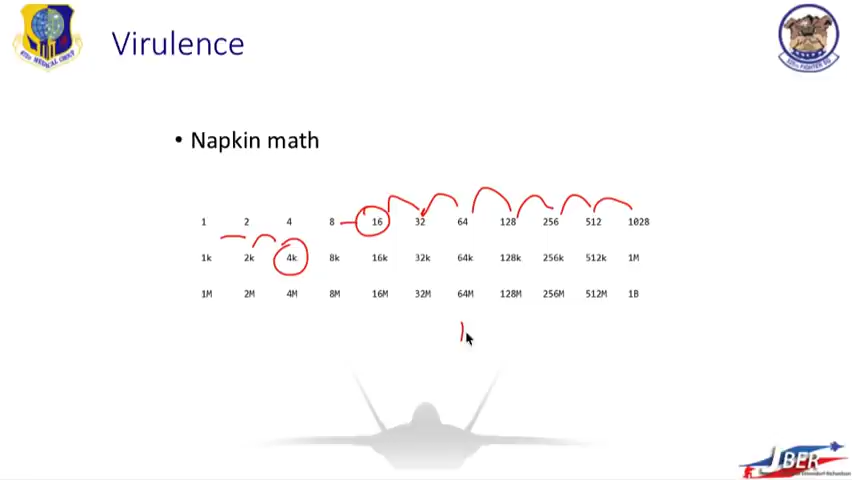 Virulence
• Napkin math
1 2 4 8 16 32 64 128 256 512 1028
1k 2k 4k 8k 16k 32k 64k 128k 256k 512k 1M
1M 2M 4M 8M 16M 32M 64M 128M 256M 512M 1B
JBER